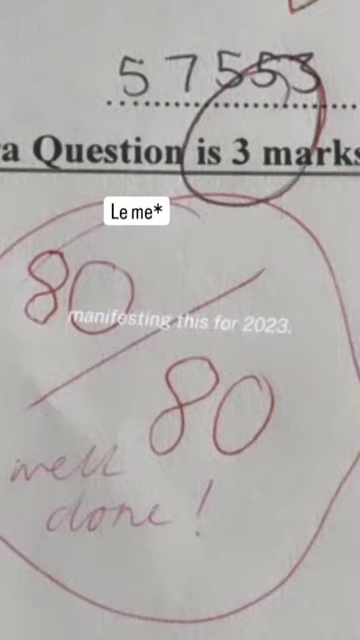 57553
a Question is 3 marks
Le me*
80
manifesting this for 2023.
80
well
done!